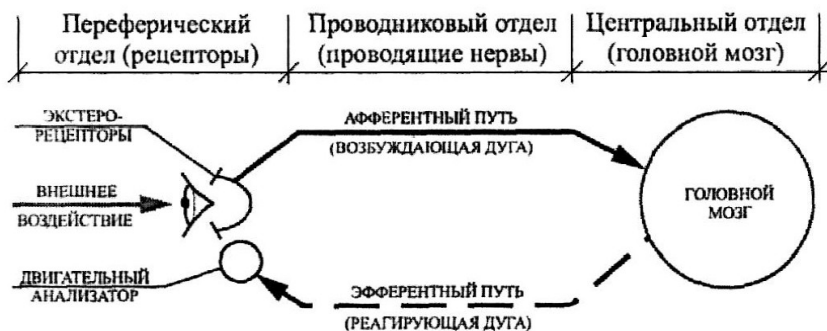 Переферический
отдел (рецепторы)
Проводниковый отдел
(проводящие нервы)
Центральный отдел
(головной мозг)
ЭКСТЕРО-
РЕЦЕПТОРЫ
АФФЕРЕНТНЫЙ ПУТЬ
(ВОЗБУЖДАЮЩАЯ ДУГА)
ВНЕШНЕЕ
ВОЗДЕЙСТВИЕ
ГОЛОВНОЙ
МОЗГ
ДВИГАТЕЛЬНЫЙ
АНАЛИЗАТОР
ЭФФЕРЕНТНЫЙ ПУТЬ
(РЕАГИРУЮЩАЯ ДУГА)